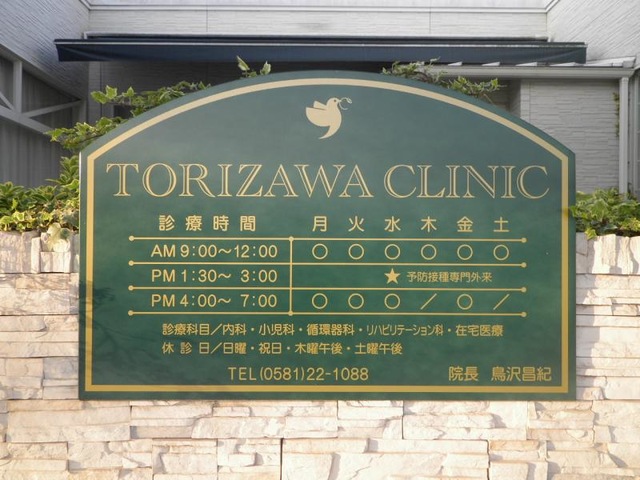 TORIZAWA CLINIC
診療時間 月 火 水 木 金 土
AM 9:00〜12:00 ○ ○ ○ ○ ○ ○
PM 1:30〜 3:00 ★ 予防接種専門外来
PM 4:00〜 7:00 ○ ○ ○ / ○ /
診療科目/内科・小児科・循環器科・リハビリテーション科・在宅医療
休診日/日曜・祝日・木曜午後・土曜午後
TEL(0581)22-1088 院長 鳥沢昌紀